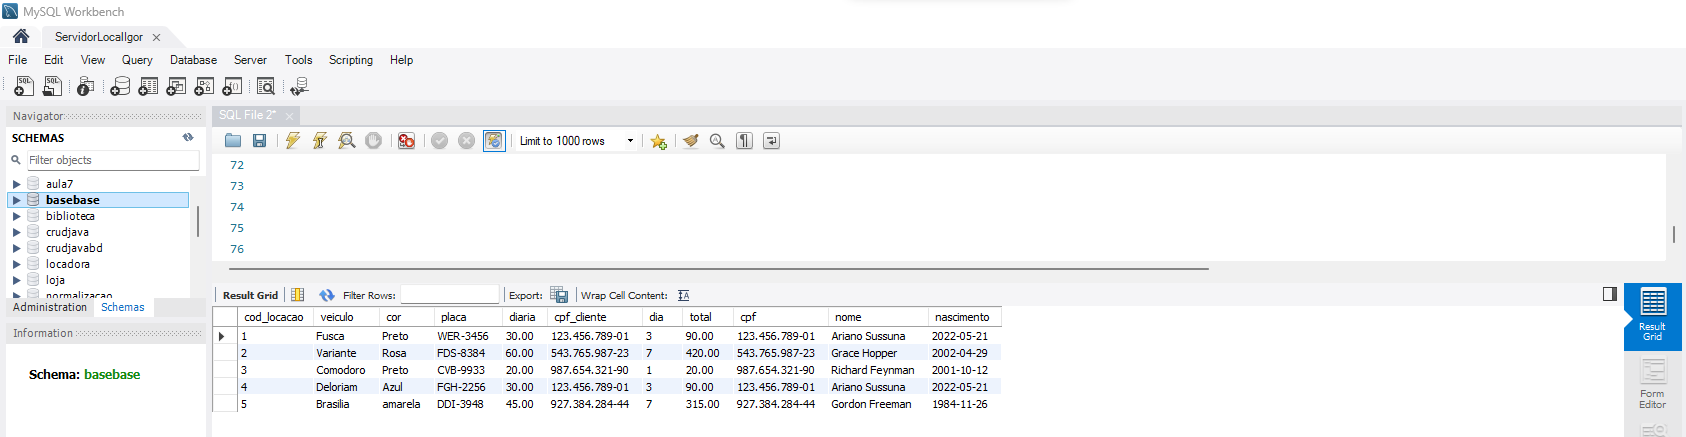 MySQL Workbench
ServidorLocalIgor
File Edit View Query Database Server Tools Scripting Help
Navigator
SCHEMAS
Filter objects
aula7
basebase
biblioteca
crudjava
crudjavabd
locadora
loja
normalizacao
Administration Schemas
Information
Schema: basebase
SQL File 2*
Limit to 1000 rows
72
73
74
75
76
Result Grid Filter Rows: Export: Wrap Cell Content:
cod_locacao veiculo cor placa diaria cpf_cliente dia total cpf nome nascimento
1 Fusca Preto WER-3456 30.00 123.456.789-01 3 90.00 123.456.789-01 Ariano Sussuna 2022-05-21
2 Variante Rosa FDS-8384 60.00 543.765.987-23 7 420.00 543.765.987-23 Grace Hopper 2002-04-29
3 Comodoro Preto CVB-9933 20.00 987.654.321-90 1 20.00 987.654.321-90 Richard Feynman 2001-10-12
4 Deloriam Azul FGH-2256 30.00 123.456.789-01 3 90.00 123.456.789-01 Ariano Sussuna 2022-05-21
5 Brasilia amarela DDI-3948 45.00 927.384.284-44 7 315.00 927.384.284-44 Gordon Freeman 1984-11-26
Result
Grid
Form
Editor